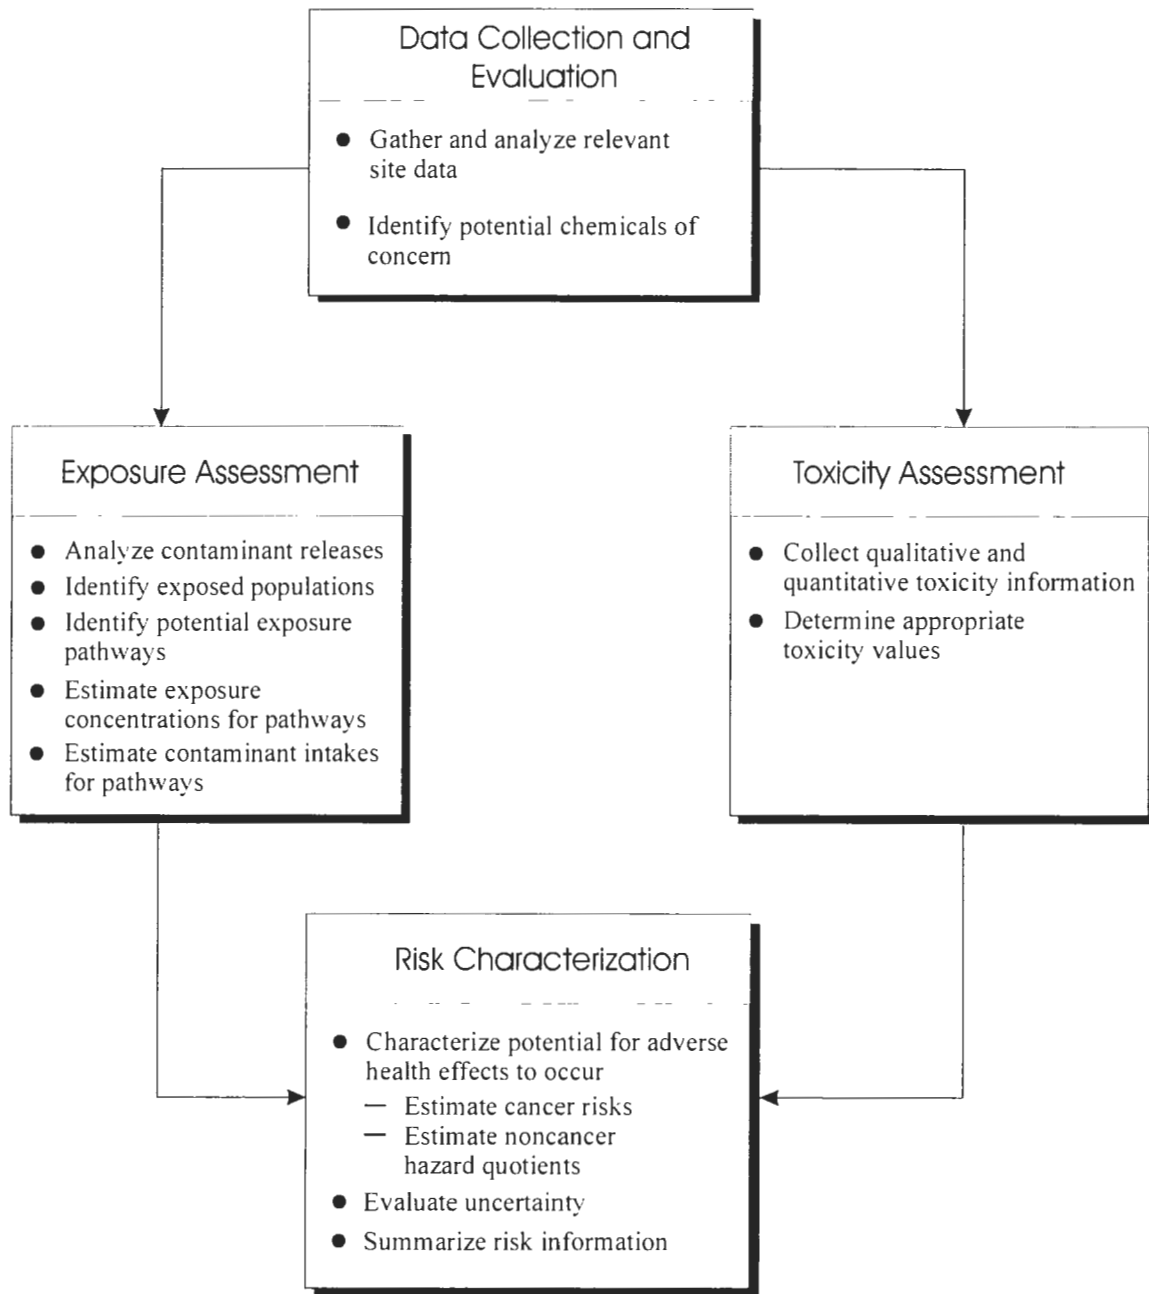 Data Collection and
Evaluation
● Gather and analyze relevant
site data
● Identify potential chemicals of
concern
Exposure Assessment
● Analyze contaminant releases
● Identify exposed populations
● Identify potential exposure
pathways
● Estimate exposure
concentrations for pathways
● Estimate contaminant intakes
for pathways
Toxicity Assessment
● Collect qualitative and
quantitative toxicity information
● Determine appropriate
toxicity values
Risk Characterization
● Characterize potential for adverse
health effects to occur
— Estimate cancer risks
— Estimate noncancer
hazard quotients
● Evaluate uncertainty
● Summarize risk information